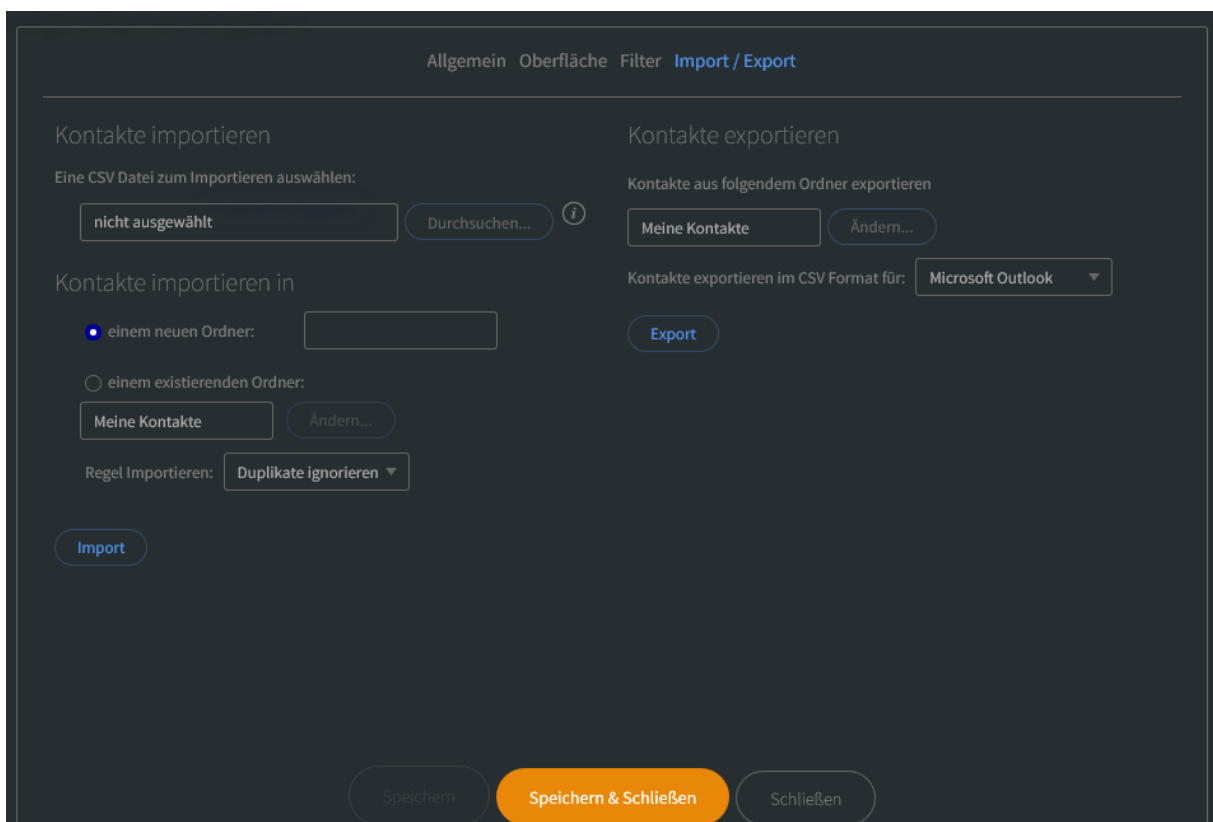 Allgemein Oberfläche Filter Import / Export
Kontakte importieren
Eine CSV Datei zum Importieren auswählen:
nicht ausgewählt
Durchsuchen...
i
Kontakte importieren in
einem neuen Ordner:
einem existierenden Ordner:
Meine Kontakte
Ändern...
Regel Importieren:
Duplikate ignorieren
Import
Kontakte exportieren
Kontakte aus folgendem Ordner exportieren
Meine Kontakte
Ändern...
Kontakte exportieren im CSV Format für:
Microsoft Outlook
Export
Speichern
Speichern & Schließen
Schließen